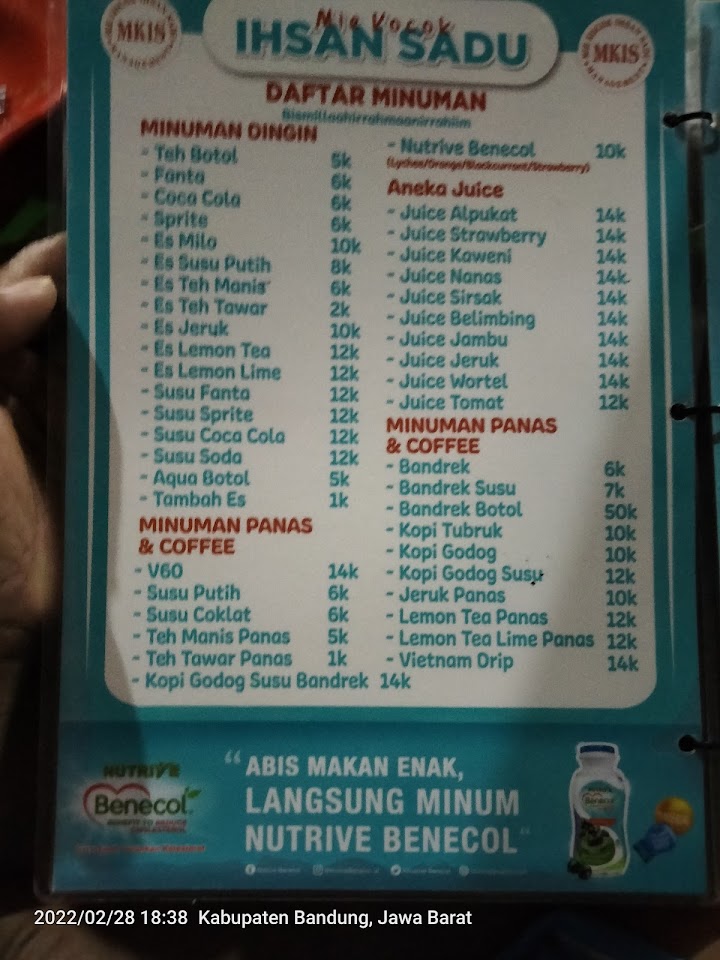 Mie Kocok
IHSAN SADU
MKIS
MKIS
DAFTAR MINUMAN
Bismillaahirrahmaanirrahiim
MINUMAN DINGIN
- Teh Botol 5k
- Fanta 6k
- Coca Cola 6k
- Sprite 6k
- Es Milo 10k
- Es Susu Putih 8k
- Es Teh Manis 6k
- Es Teh Tawar 2k
- Es Jeruk 10k
- Es Lemon Tea 12k
- Es Lemon Lime 12k
- Susu Fanta 12k
- Susu Sprite 12k
- Susu Coca Cola 12k
- Susu Soda 12k
- Aqua Botol 5k
- Tambah Es 1k
MINUMAN PANAS
& COFFEE
- V60 14k
- Susu Putih 6k
- Susu Coklat 6k
- Teh Manis Panas 5k
- Teh Tawar Panas 1k
- Kopi Godog Susu Bandrek 14k
- Nutrive Benecol 10k
(Lychee/Orange/Blackcurrant/Strawberry)
Aneka Juice
- Juice Alpukat 14k
- Juice Strawberry 14k
- Juice Kaweni 14k
- Juice Nanas 14k
- Juice Sirsak 14k
- Juice Belimbing 14k
- Juice Jambu 14k
- Juice Jeruk 14k
- Juice Wortel 14k
- Juice Tomat 12k
MINUMAN PANAS
& COFFEE
- Bandrek 6k
- Bandrek Susu 7k
- Bandrek Botol 50k
- Kopi Tubruk 10k
- Kopi Godog 10k
- Kopi Godog Susu 12k
- Jeruk Panas 10k
- Lemon Tea Panas 12k
- Lemon Tea Lime Panas 12k
- Vietnam Drip 14k
NUTRIVE
Benecol
BENEFIT TO REDUCE
CHOLESTEROL
“ABIS MAKAN ENAK,
LANGSUNG MINUM
NUTRIVE BENECOL”
Benecol
2022/02/28 18:38 Kabupaten Bandung, Jawa Barat